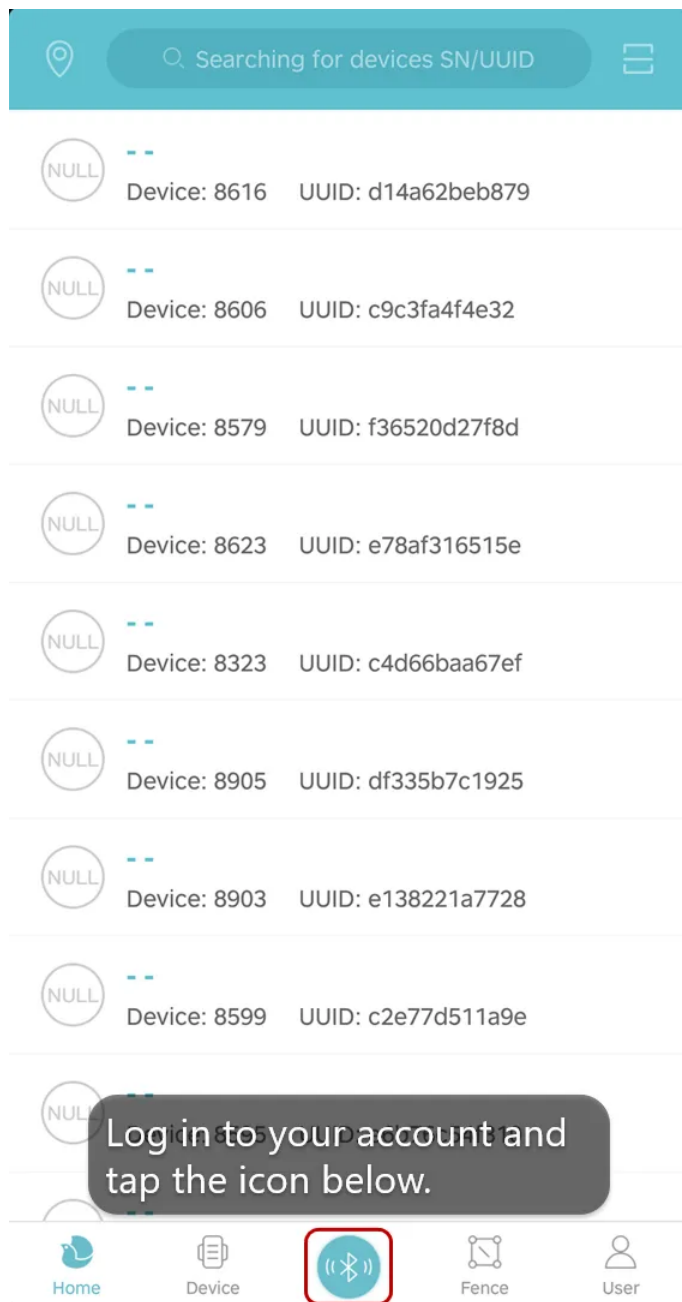 Searching for devices SN/UUID
NULL
- -
Device: 8616 UUID: d14a62beb879
NULL
- -
Device: 8606 UUID: c9c3fa4f4e32
NULL
- -
Device: 8579 UUID: f36520d27f8d
NULL
- -
Device: 8623 UUID: e78af316515e
NULL
- -
Device: 8323 UUID: c4d66baa67ef
NULL
- -
Device: 8905 UUID: df335b7c1925
NULL
- -
Device: 8903 UUID: e138221a7728
NULL
- -
Device: 8599 UUID: c2e77d511a9e
NULL
- -
Log in to your account and
tap the icon below.
- -
Home Device Fence User